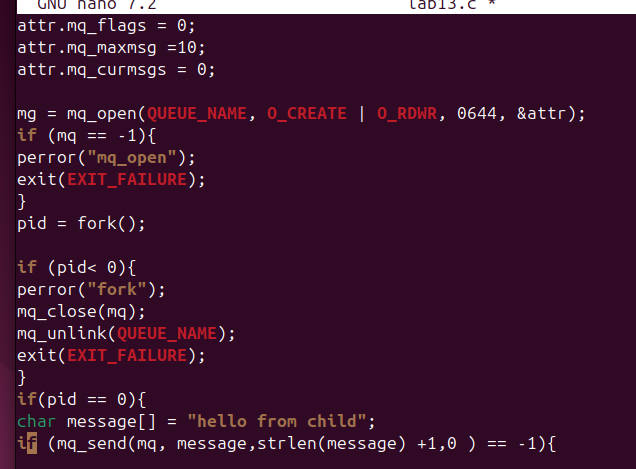 GNU nano 7.2 lab13.c *
attr.mq_flags = 0;
attr.mq_maxmsg =10;
attr.mq_curmsgs = 0;
mg = mq_open(QUEUE_NAME, O_CREATE | O_RDWR, 0644, &attr);
if (mq == -1){
perror("mq_open");
exit(EXIT_FAILURE);
}
pid = fork();
if (pid< 0){
perror("fork");
mq_close(mq);
mq_unlink(QUEUE_NAME);
exit(EXIT_FAILURE);
}
if(pid == 0){
char message[] = "hello from child";
if (mq_send(mq, message,strlen(message) +1,0 ) == -1){